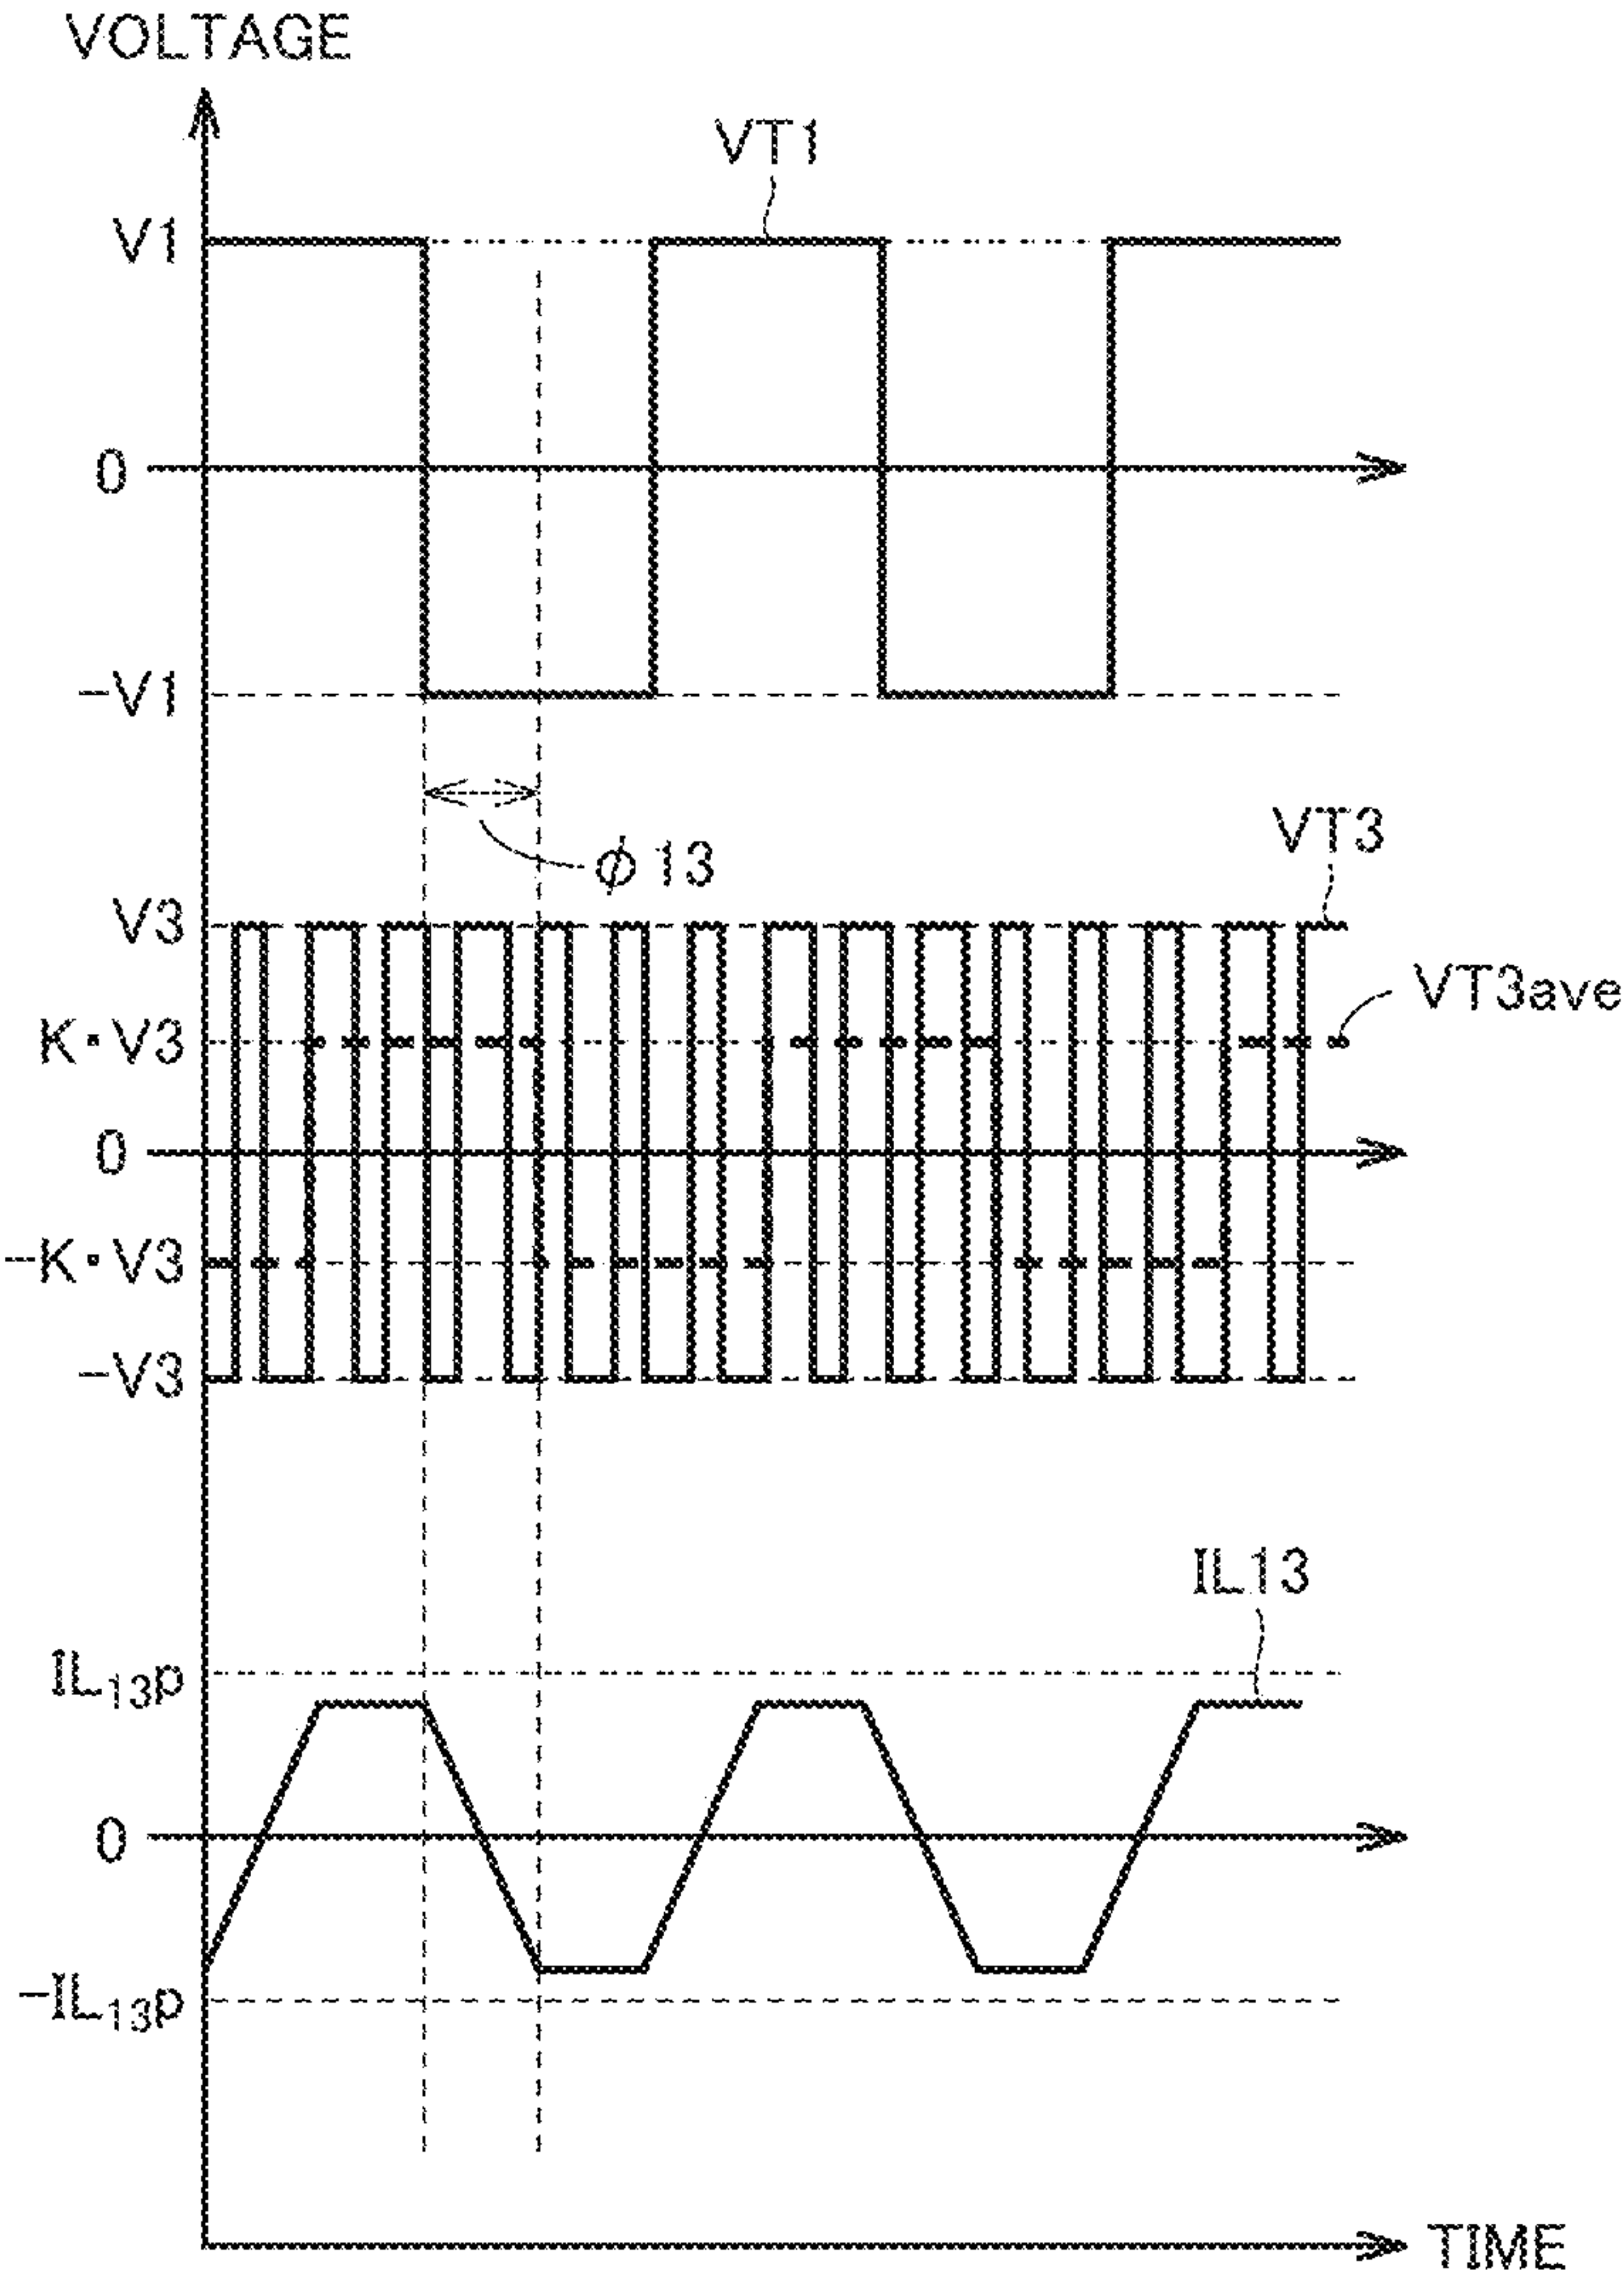 VOLTAGE
VT1
V1
0
-V1
φ13
VT3
V3
VT3ave
K・V3
0
-K・V3
-V3
IL13
IL13p
0
-IL13p
TIME